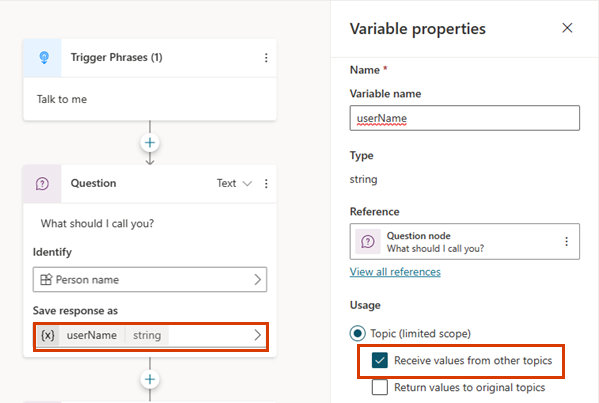 Trigger Phrases (1)
Talk to me
Question
Text
What should I call you?
Identify
Person name
Save response as
{x} userName string
Variable properties
Name *
Variable name
userName
Type
string
Reference
Question node
What should I call you?
View all references
Usage
Topic (limited scope)
Receive values from other topics
Return values to original topics